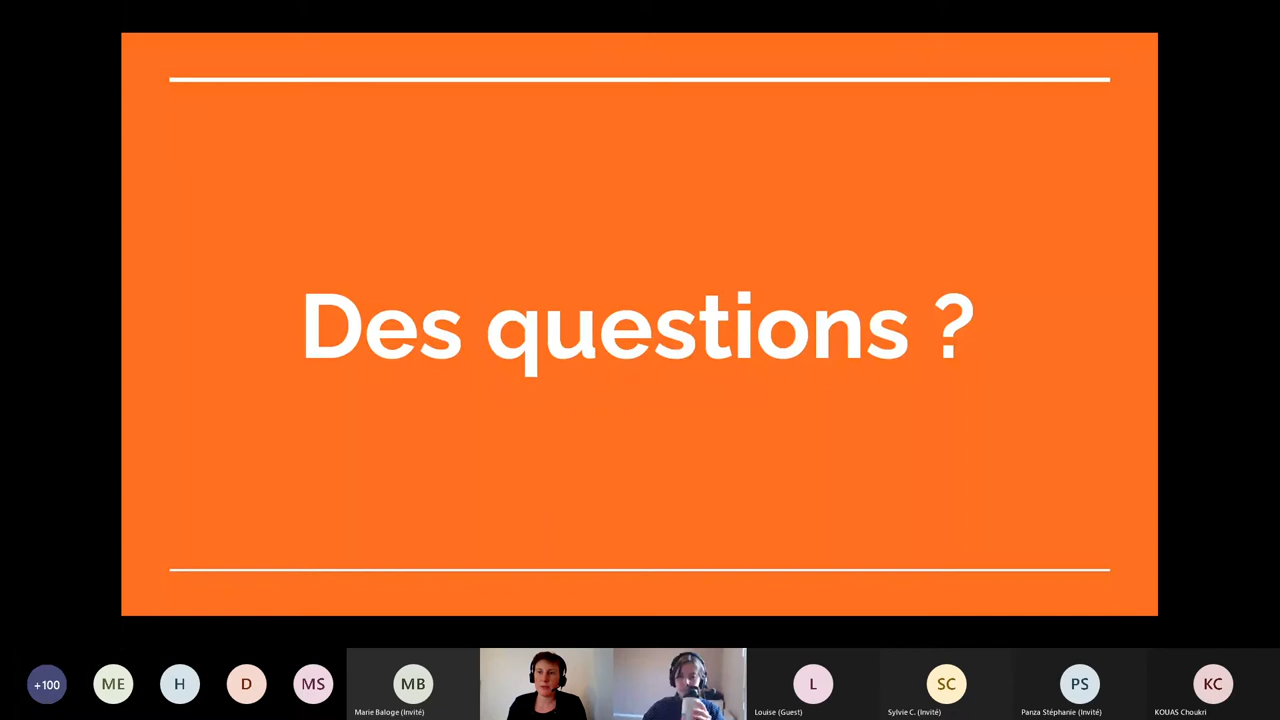 Des questions ?
+100
ME
H
D
MS
MB
Marie Baloge (Invité)
L
Louise (Guest)
SC
Sylvie C. (Invité)
PS
Panza Stéphanie (Invité)
KC
KOUAS Choukri